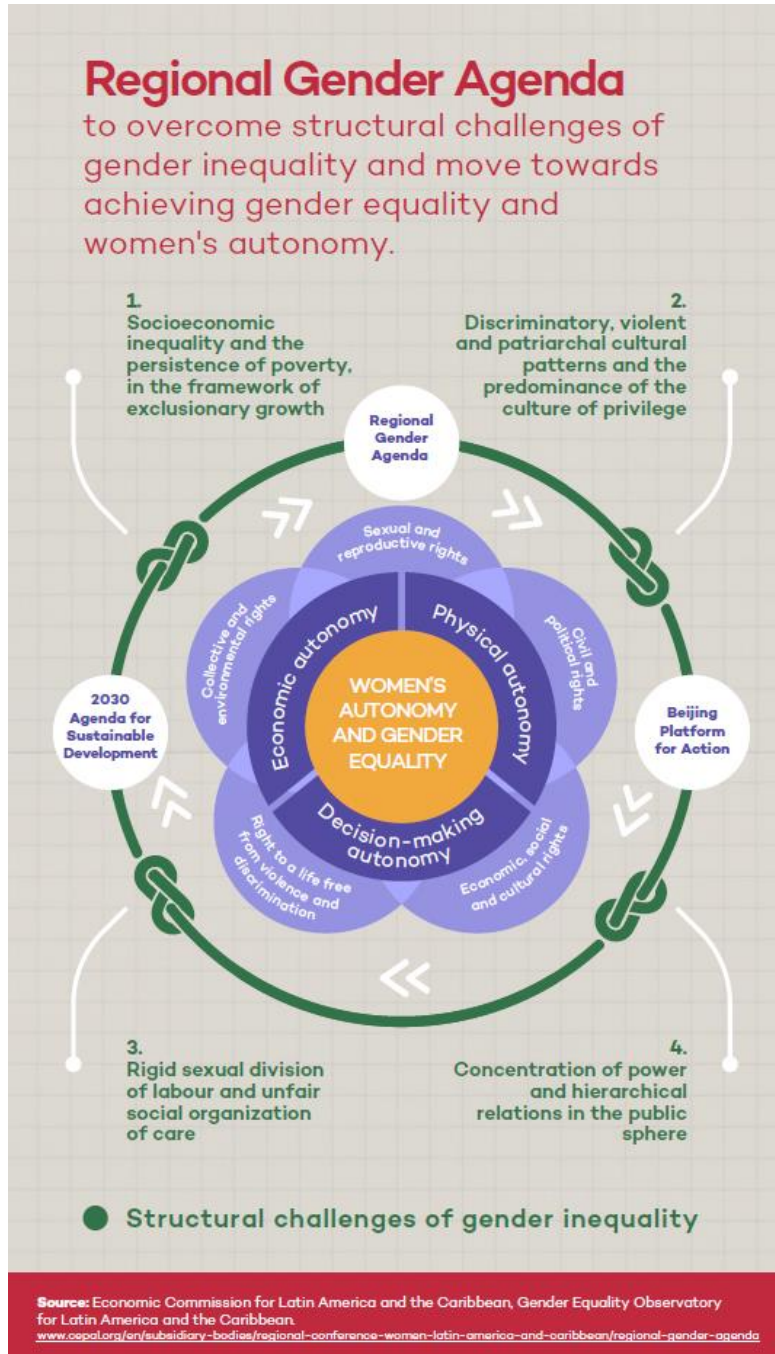 Regional Gender Agenda
to overcome structural challenges of
gender inequality and move towards
achieving gender equality and
women's autonomy.
1.
Socioeconomic
inequality and the
persistence of poverty,
in the framework of
exclusionary growth
2.
Discriminatory, violent
and patriarchal cultural
patterns and the
predominance of the
culture of privilege
Regional
Gender
Agenda
Sexual and
reproductive rights
Collective and
environmental rights
Civil and
political rights
Economic autonomy
Physical autonomy
WOMEN'S
AUTONOMY
AND GENDER
EQUALITY
2030
Agenda for
Sustainable
Development
Beijing
Platform
for Action
Decision-making
autonomy
Right to a life free
from violence and
discrimination
Economic, social
and cultural rights
3.
Rigid sexual division
of labour and unfair
social organization
of care
4.
Concentration of power
and hierarchical
relations in the public
sphere
Structural challenges of gender inequality
Source: Economic Commission for Latin America and the Caribbean, Gender Equality Observatory
for Latin America and the Caribbean.
www.cepal.org/en/subsidiary-bodies/regional-conference-women-latin-america-and-caribbean/regional-gender-agenda